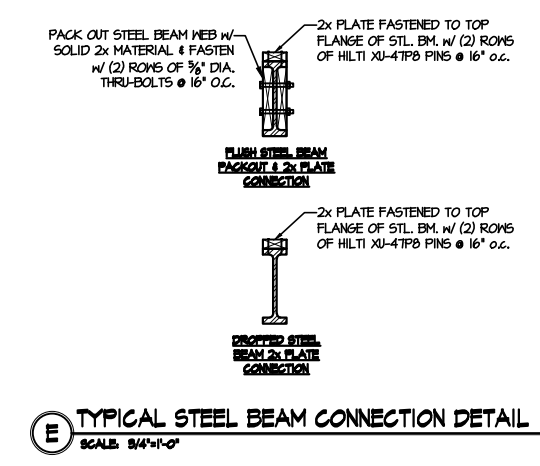 PACK OUT STEEL BEAM WEB W/
SOLID 2x MATERIAL & FASTEN
W/ (2) ROWS OF 5/8" DIA.
THRU-BOLTS @ 16" O.C.
2x PLATE FASTENED TO TOP
FLANGE OF STL. BM. W/ (2) ROWS
OF HILTI XU-47P8 PINS @ 16" o.c.
FLUSH STEEL BEAM
PACKOUT & 2x PLATE
CONNECTION
2x PLATE FASTENED TO TOP
FLANGE OF STL. BM. W/ (2) ROWS
OF HILTI XU-47P8 PINS @ 16" o.c.
DROPPED STEEL
BEAM 2x PLATE
CONNECTION
E TYPICAL STEEL BEAM CONNECTION DETAIL
SCALE: 3/4"=1'-0"